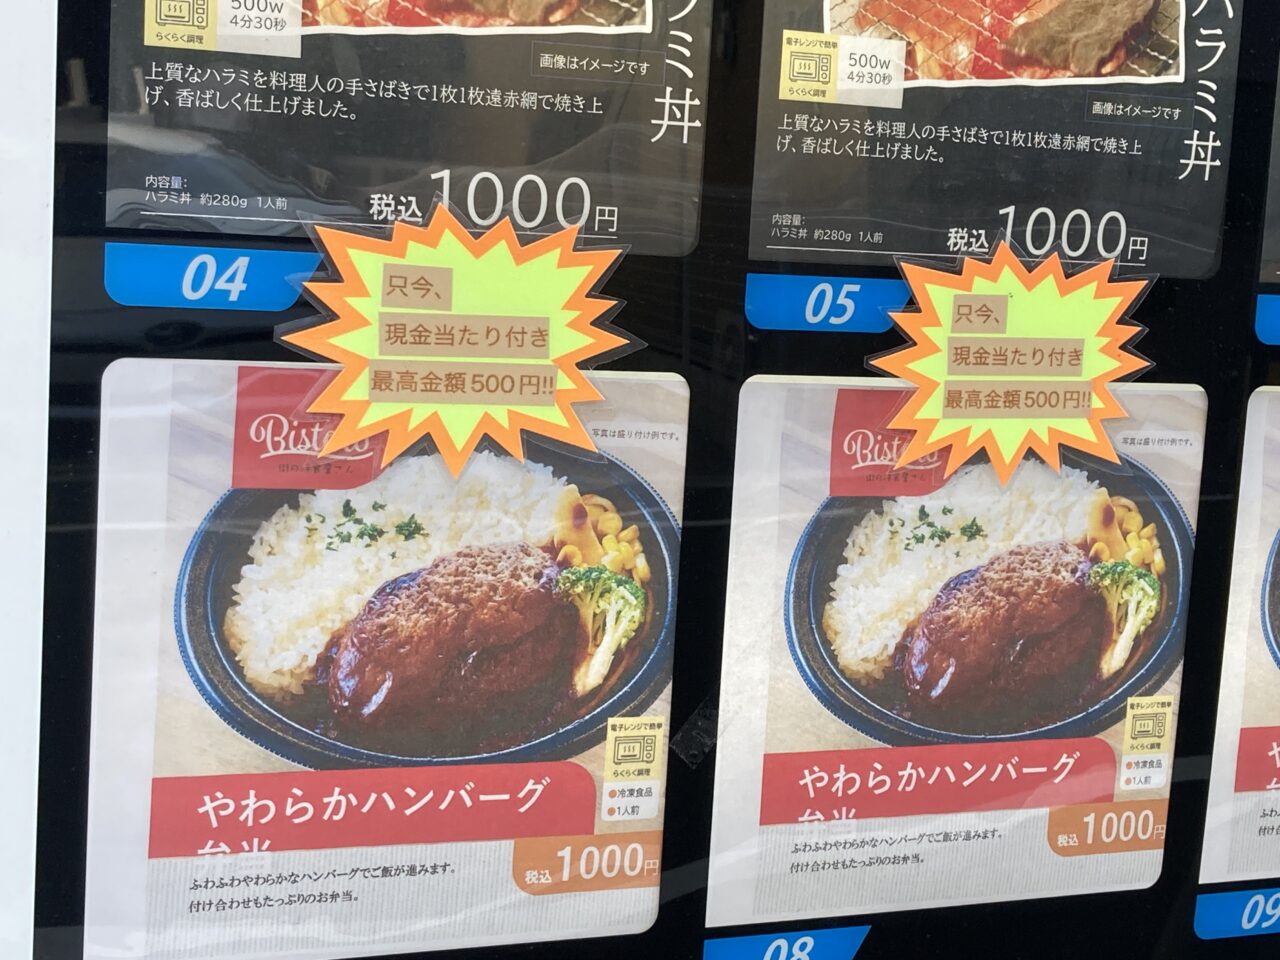 500w
4分30秒
らくらく調理
画像はイメージです
ラミ丼
上質なハラミを料理人の手さばきで1枚1枚遠赤網で焼き上
げ、香ばしく仕上げました。
内容量:
ハラミ丼 約280g 1人前
税込1000円
04
電子レンジで簡単
500w
4分30秒
らくらく調理
画像はイメージです
ハラミ丼
上質なハラミを料理人の手さばきで1枚1枚遠赤網で焼き上
げ、香ばしく仕上げました。
内容量:
ハラミ丼 約280g 1人前
税込1000円
05
只今、
現金当たり付き
最高金額500円!!
写真は盛り付け例です。
街の洋食屋さん
電子レンジで簡単
らくらく調理
冷凍食品
1人前
やわらかハンバーグ
弁当
ふわふわやわらかなハンバーグでご飯が進みます。
付け合わせもたっぷりのお弁当。
税込1000円
只今、
現金当たり付き
最高金額500円!!
写真は盛り付け例です。
街の洋食屋さん
電子レンジで簡単
らくらく調理
冷凍食品
1人前
やわらかハンバーグ
弁当
ふわふわやわらかなハンバーグでご飯が進みます。
付け合わせもたっぷりのお弁当。
税込1000円
08
09